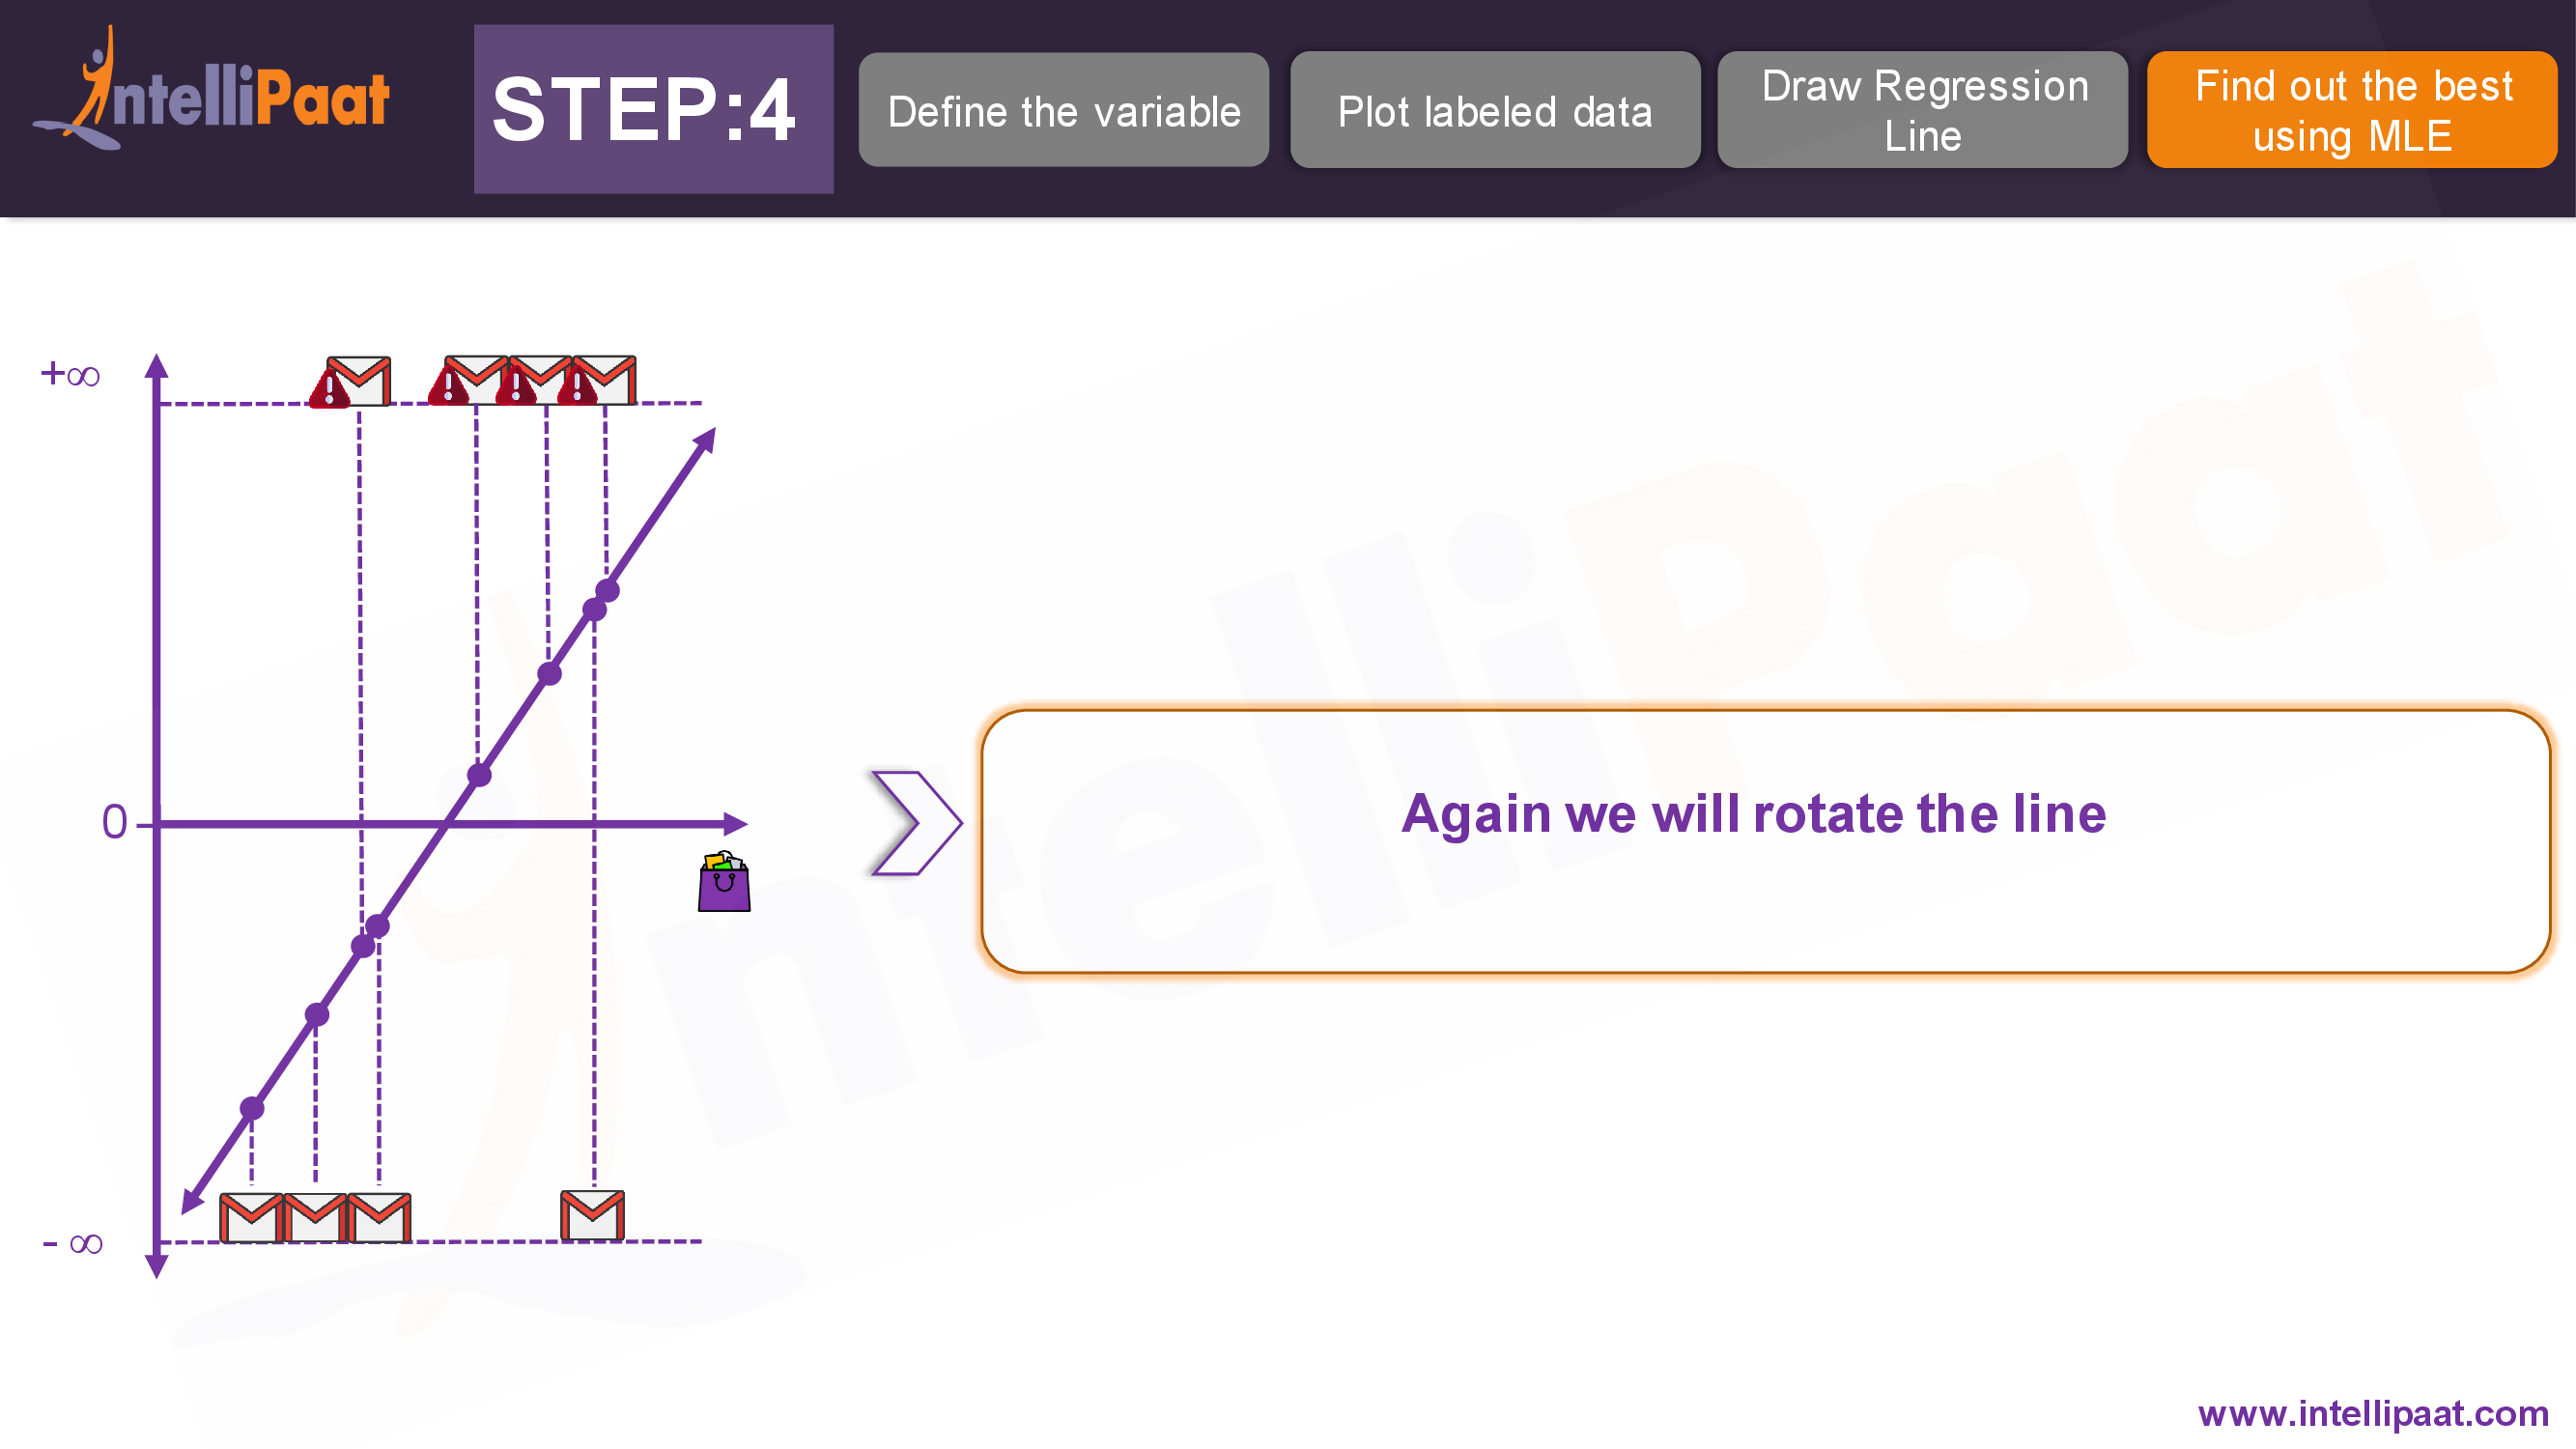 IntelliPaat
STEP:4
Define the variable
Plot labeled data
Draw Regression
Line
Find out the best
using MLE
+∞
0
- ∞
Again we will rotate the line
IntelliPaat
www.intellipaat.com